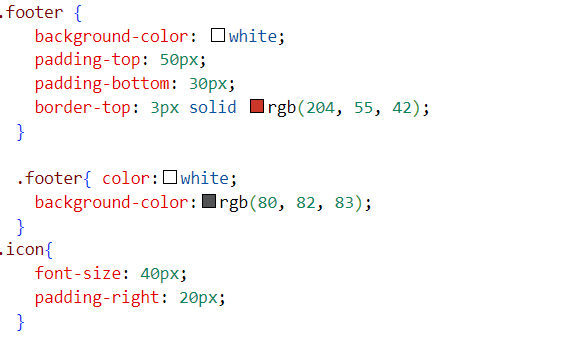 .footer {
background-color: white;
padding-top: 50px;
padding-bottom: 30px;
border-top: 3px solid rgb(204, 55, 42);
}
.footer{ color: white;
background-color: rgb(80, 82, 83);
}
.icon{
font-size: 40px;
padding-right: 20px;
}